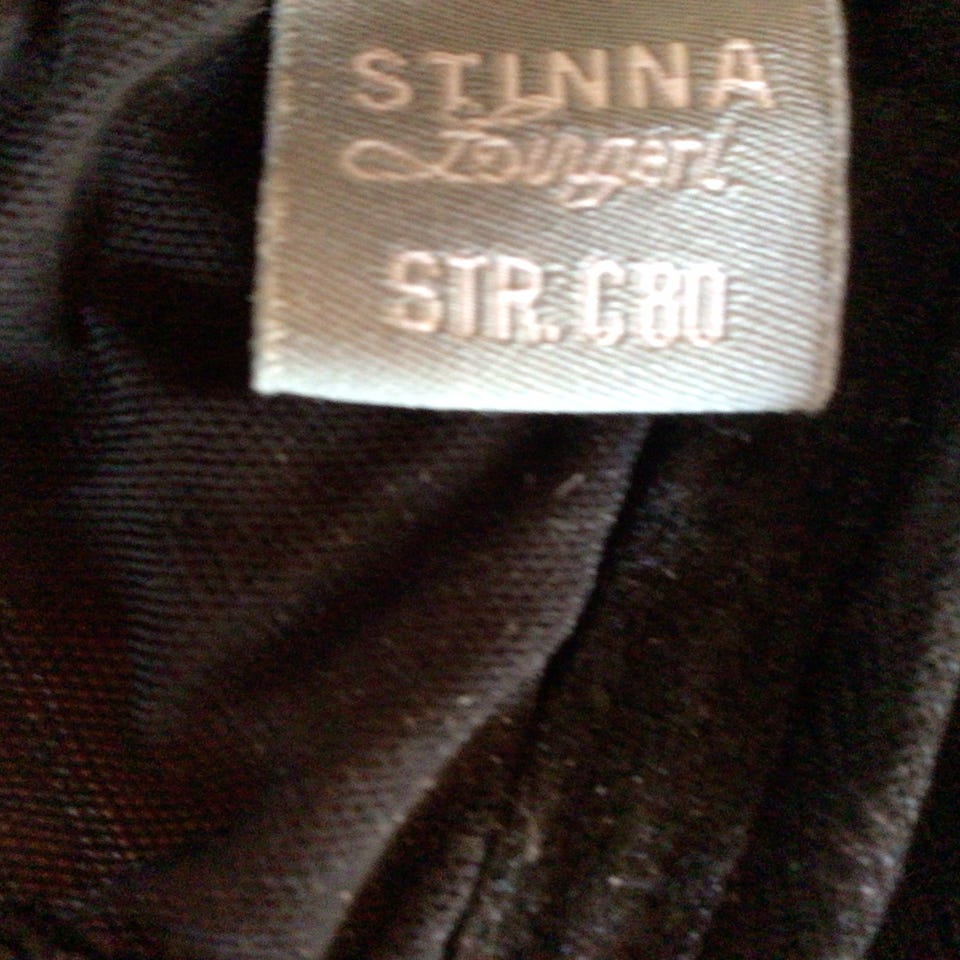 STINNA
Lingeri
STR. C80